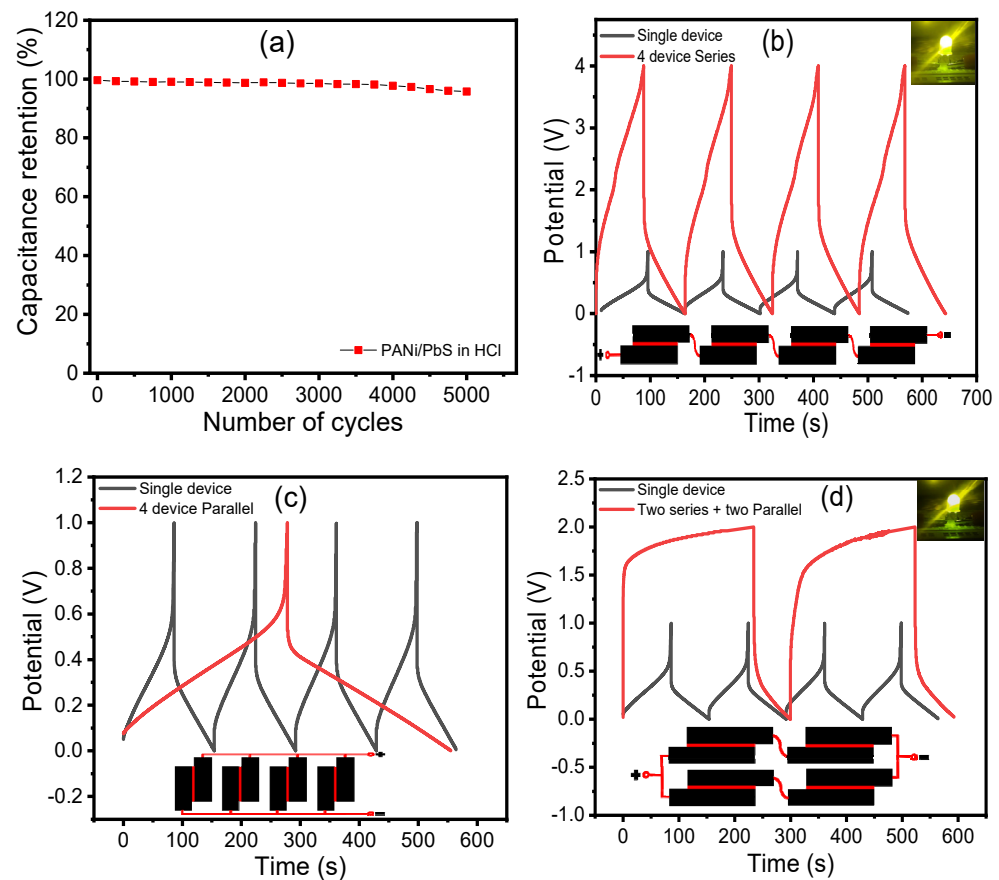 (a)
Capacitance retention (%)
120
100
80
60
40
20
0
PANi/PbS in HCl
0 1000 2000 3000 4000 5000
Number of cycles
(b)
Single device
4 device Series
Potential (V)
4
3
2
1
0
-1
+
-
0 100 200 300 400 500 600 700
Time (s)
(c)
Single device
4 device Parallel
Potential (V)
1.2
1.0
0.8
0.6
0.4
0.2
0.0
-0.2
+
-
0 100 200 300 400 500 600
Time (s)
(d)
Single device
Two series + two Parallel
Potential (V)
2.5
2.0
1.5
1.0
0.5
0.0
-0.5
-1.0
+
-
0 100 200 300 400 500 600
Time (s)